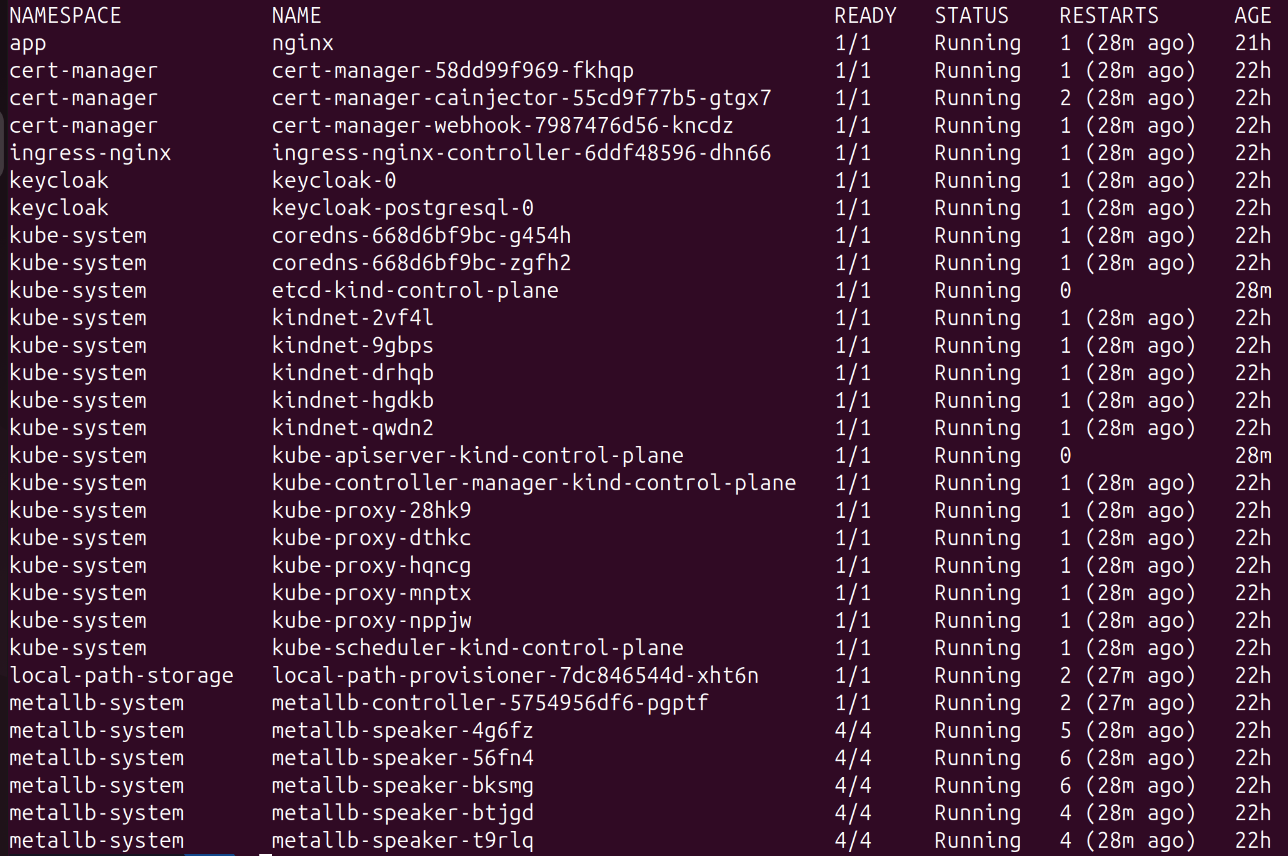 NAMESPACE NAME READY STATUS RESTARTS AGE
app nginx 1/1 Running 1 (28m ago) 21h
cert-manager cert-manager-58dd99f969-fkhqp 1/1 Running 1 (28m ago) 22h
cert-manager cert-manager-cainjector-55cd9f77b5-gtgx7 1/1 Running 2 (28m ago) 22h
cert-manager cert-manager-webhook-7987476d56-kncdz 1/1 Running 1 (28m ago) 22h
ingress-nginx ingress-nginx-controller-6ddf48596-dhn66 1/1 Running 1 (28m ago) 22h
keycloak keycloak-0 1/1 Running 1 (28m ago) 22h
keycloak keycloak-postgresql-0 1/1 Running 1 (28m ago) 22h
kube-system coredns-668d6bf9bc-g454h 1/1 Running 1 (28m ago) 22h
kube-system coredns-668d6bf9bc-zgfh2 1/1 Running 1 (28m ago) 22h
kube-system etcd-kind-control-plane 1/1 Running 0 28m
kube-system kindnet-2vf4l 1/1 Running 1 (28m ago) 22h
kube-system kindnet-9gbps 1/1 Running 1 (28m ago) 22h
kube-system kindnet-drhqb 1/1 Running 1 (28m ago) 22h
kube-system kindnet-hgdkb 1/1 Running 1 (28m ago) 22h
kube-system kindnet-qwdn2 1/1 Running 1 (28m ago) 22h
kube-system kube-apiserver-kind-control-plane 1/1 Running 0 28m
kube-system kube-controller-manager-kind-control-plane 1/1 Running 1 (28m ago) 22h
kube-system kube-proxy-28hk9 1/1 Running 1 (28m ago) 22h
kube-system kube-proxy-dthkc 1/1 Running 1 (28m ago) 22h
kube-system kube-proxy-hqncg 1/1 Running 1 (28m ago) 22h
kube-system kube-proxy-mnptx 1/1 Running 1 (28m ago) 22h
kube-system kube-proxy-nppjw 1/1 Running 1 (28m ago) 22h
kube-system kube-scheduler-kind-control-plane 1/1 Running 1 (28m ago) 22h
local-path-storage local-path-provisioner-7dc846544d-xht6n 1/1 Running 2 (27m ago) 22h
metallb-system metallb-controller-5754956df6-pgptf 1/1 Running 2 (27m ago) 22h
metallb-system metallb-speaker-4g6fz 4/4 Running 5 (28m ago) 22h
metallb-system metallb-speaker-56fn4 4/4 Running 6 (28m ago) 22h
metallb-system metallb-speaker-bksmg 4/4 Running 6 (28m ago) 22h
metallb-system metallb-speaker-btjgd 4/4 Running 4 (28m ago) 22h
metallb-system metallb-speaker-t9rlq 4/4 Running 4 (28m ago) 22h